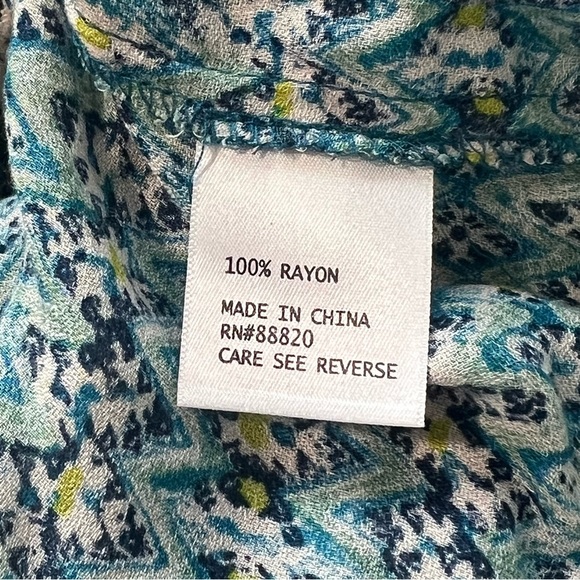 100% RAYON
MADE IN CHINA
RN#88820
CARE SEE REVERSE